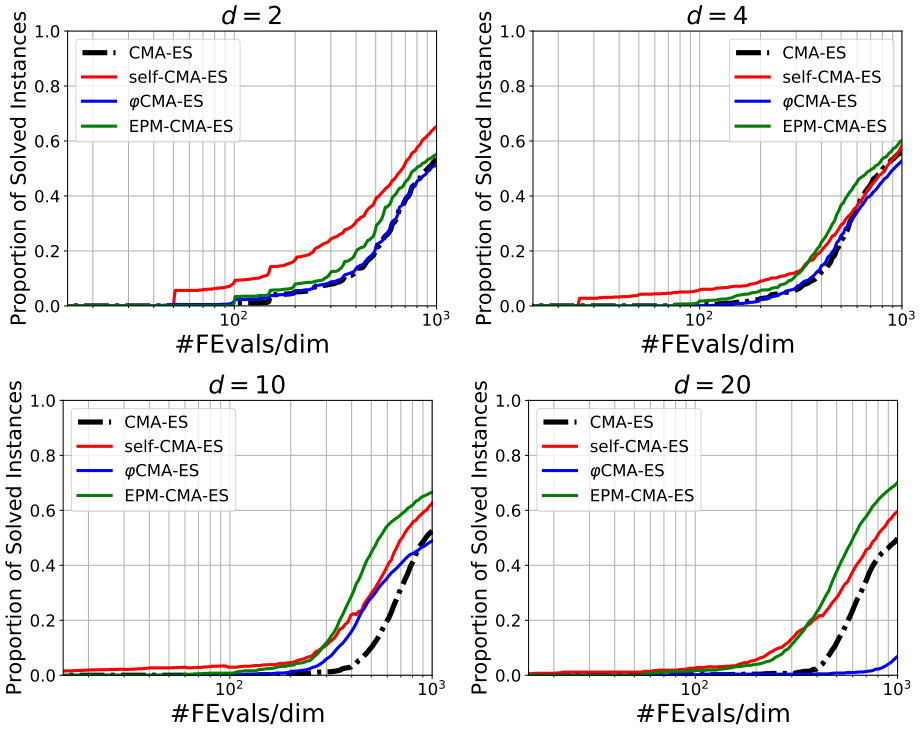 d = 2
Proportion of Solved Instances
1.0
0.8
0.6
0.4
0.2
0.0
CMA-ES
self-CMA-ES
φCMA-ES
EPM-CMA-ES
10²
10³
#FEvals/dim
d = 4
Proportion of Solved Instances
1.0
0.8
0.6
0.4
0.2
0.0
CMA-ES
self-CMA-ES
φCMA-ES
EPM-CMA-ES
10²
10³
#FEvals/dim
d = 10
Proportion of Solved Instances
1.0
0.8
0.6
0.4
0.2
0.0
CMA-ES
self-CMA-ES
φCMA-ES
EPM-CMA-ES
10²
10³
#FEvals/dim
d = 20
Proportion of Solved Instances
1.0
0.8
0.6
0.4
0.2
0.0
CMA-ES
self-CMA-ES
φCMA-ES
EPM-CMA-ES
10²
10³
#FEvals/dim